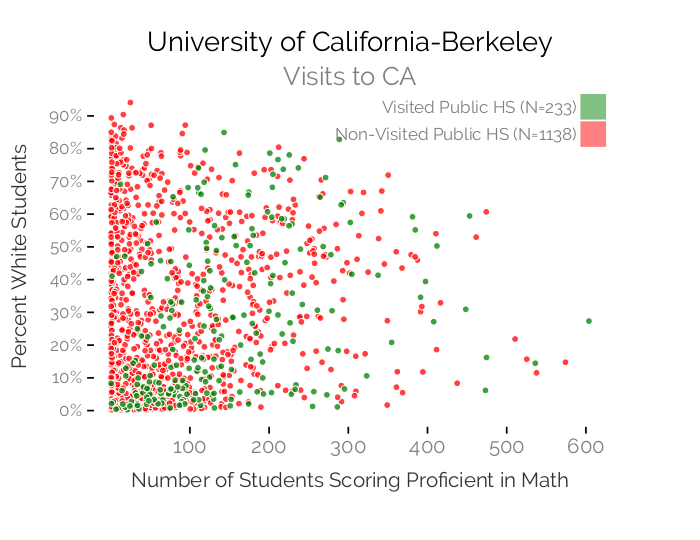 University of California-Berkeley
Visits to CA
Visited Public HS (N=233)
Non-Visited Public HS (N=1138)
90%
80%
70%
60%
50%
40%
30%
20%
10%
0%
Percent White Students
100 200 300 400 500 600
Number of Students Scoring Proficient in Math